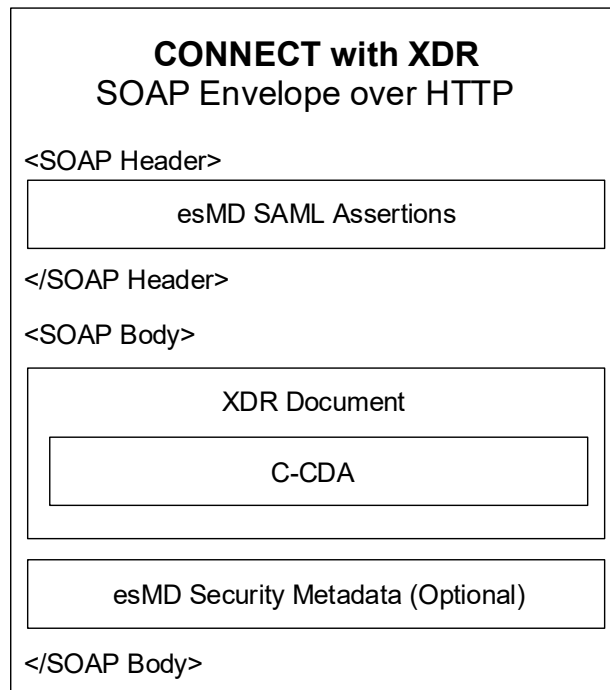 CONNECT with XDR
SOAP Envelope over HTTP
<SOAP Header>
esMD SAML Assertions
</SOAP Header>
<SOAP Body>
XDR Document
C-CDA
esMD Security Metadata (Optional)
</SOAP Body>